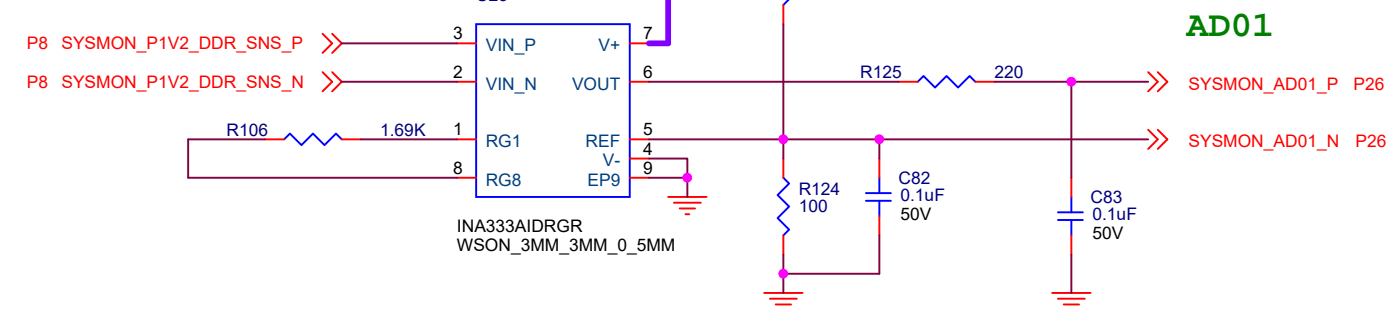 AD01
P8 SYSMON_P1V2_DDR_SNS_P
3 VIN_P V+ 7
P8 SYSMON_P1V2_DDR_SNS_N
2 VIN_N VOUT 6
R125 220
SYSMON_AD01_P P26
R106 1.69K 1 RG1 REF 5
SYSMON_AD01_N P26
V- 4
8 RG8 EP9 9
R124
100
C82
0.1uF
50V
C83
0.1uF
50V
INA333AIDRGR
WSON_3MM_3MM_0_5MM